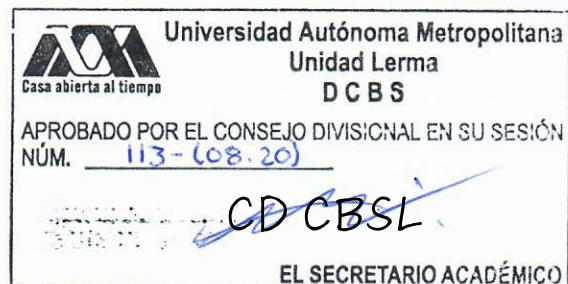 Universidad Autónoma Metropolitana
Unidad Lerma
DCBS
Casa abierta al tiempo
APROBADO POR EL CONSEJO DIVISIONAL EN SU SESIÓN
NÚM. 113-(08.20)
CD CBSL
EL SECRETARIO ACADÉMICO